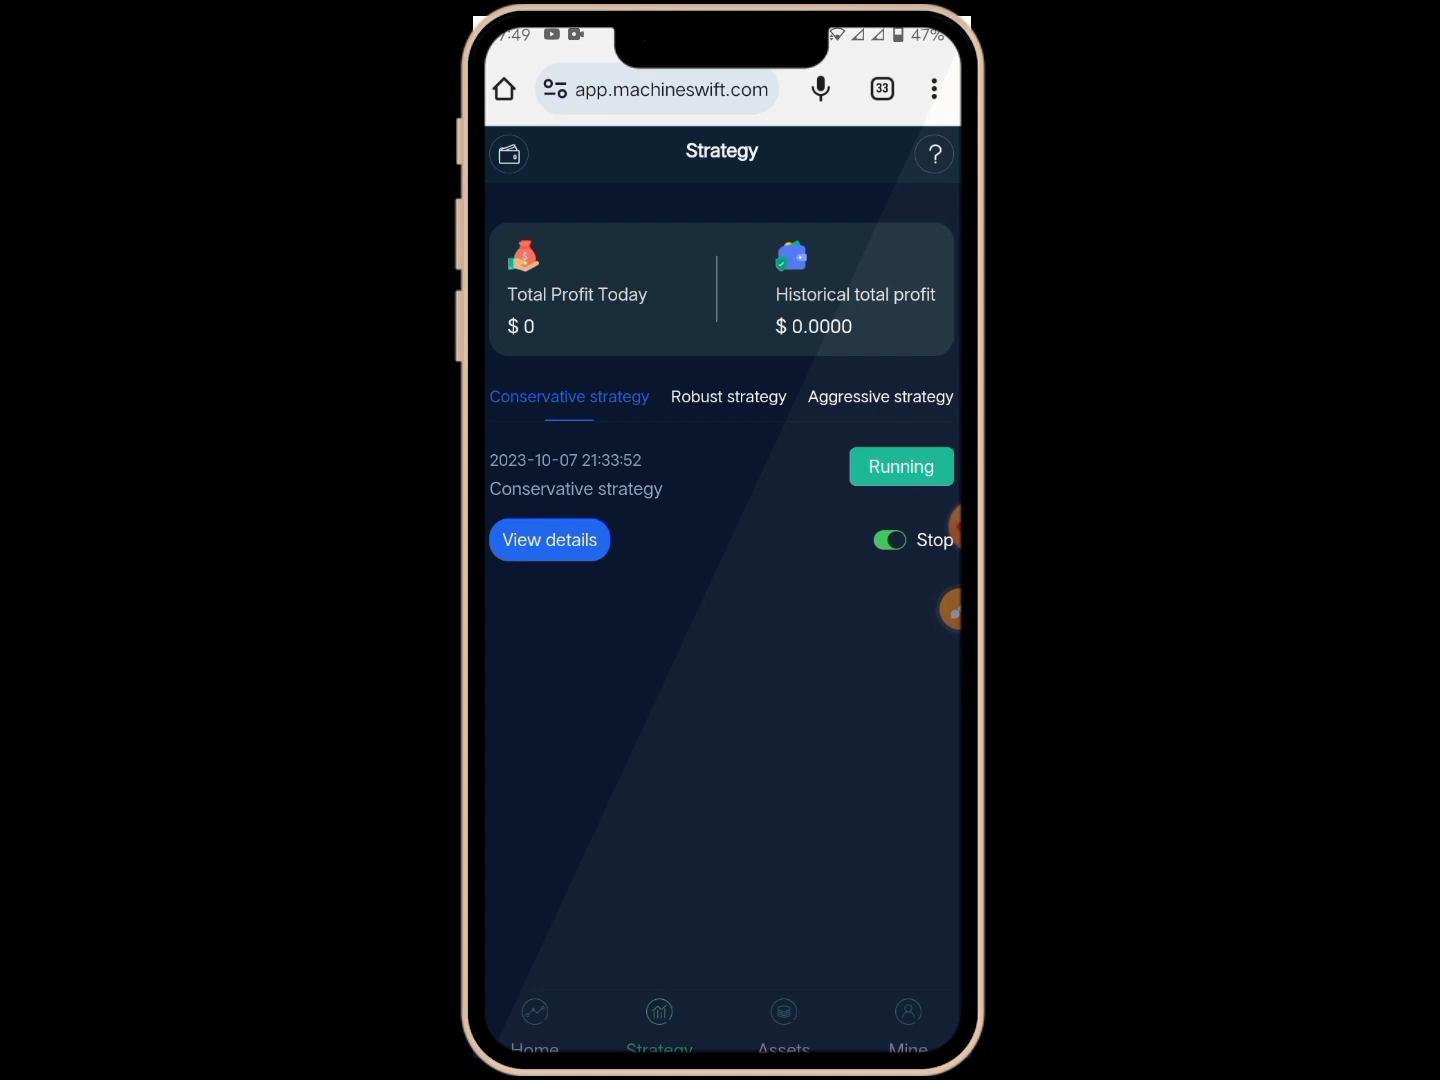 :49
47%
app.machineswift.com
33
Strategy
?
Total Profit Today
$ 0
Historical total profit
$ 0.0000
Conservative strategy Robust strategy Aggressive strategy
2023-10-07 21:33:52
Running
Conservative strategy
View details
Stop
Home Strategy Assets Mine